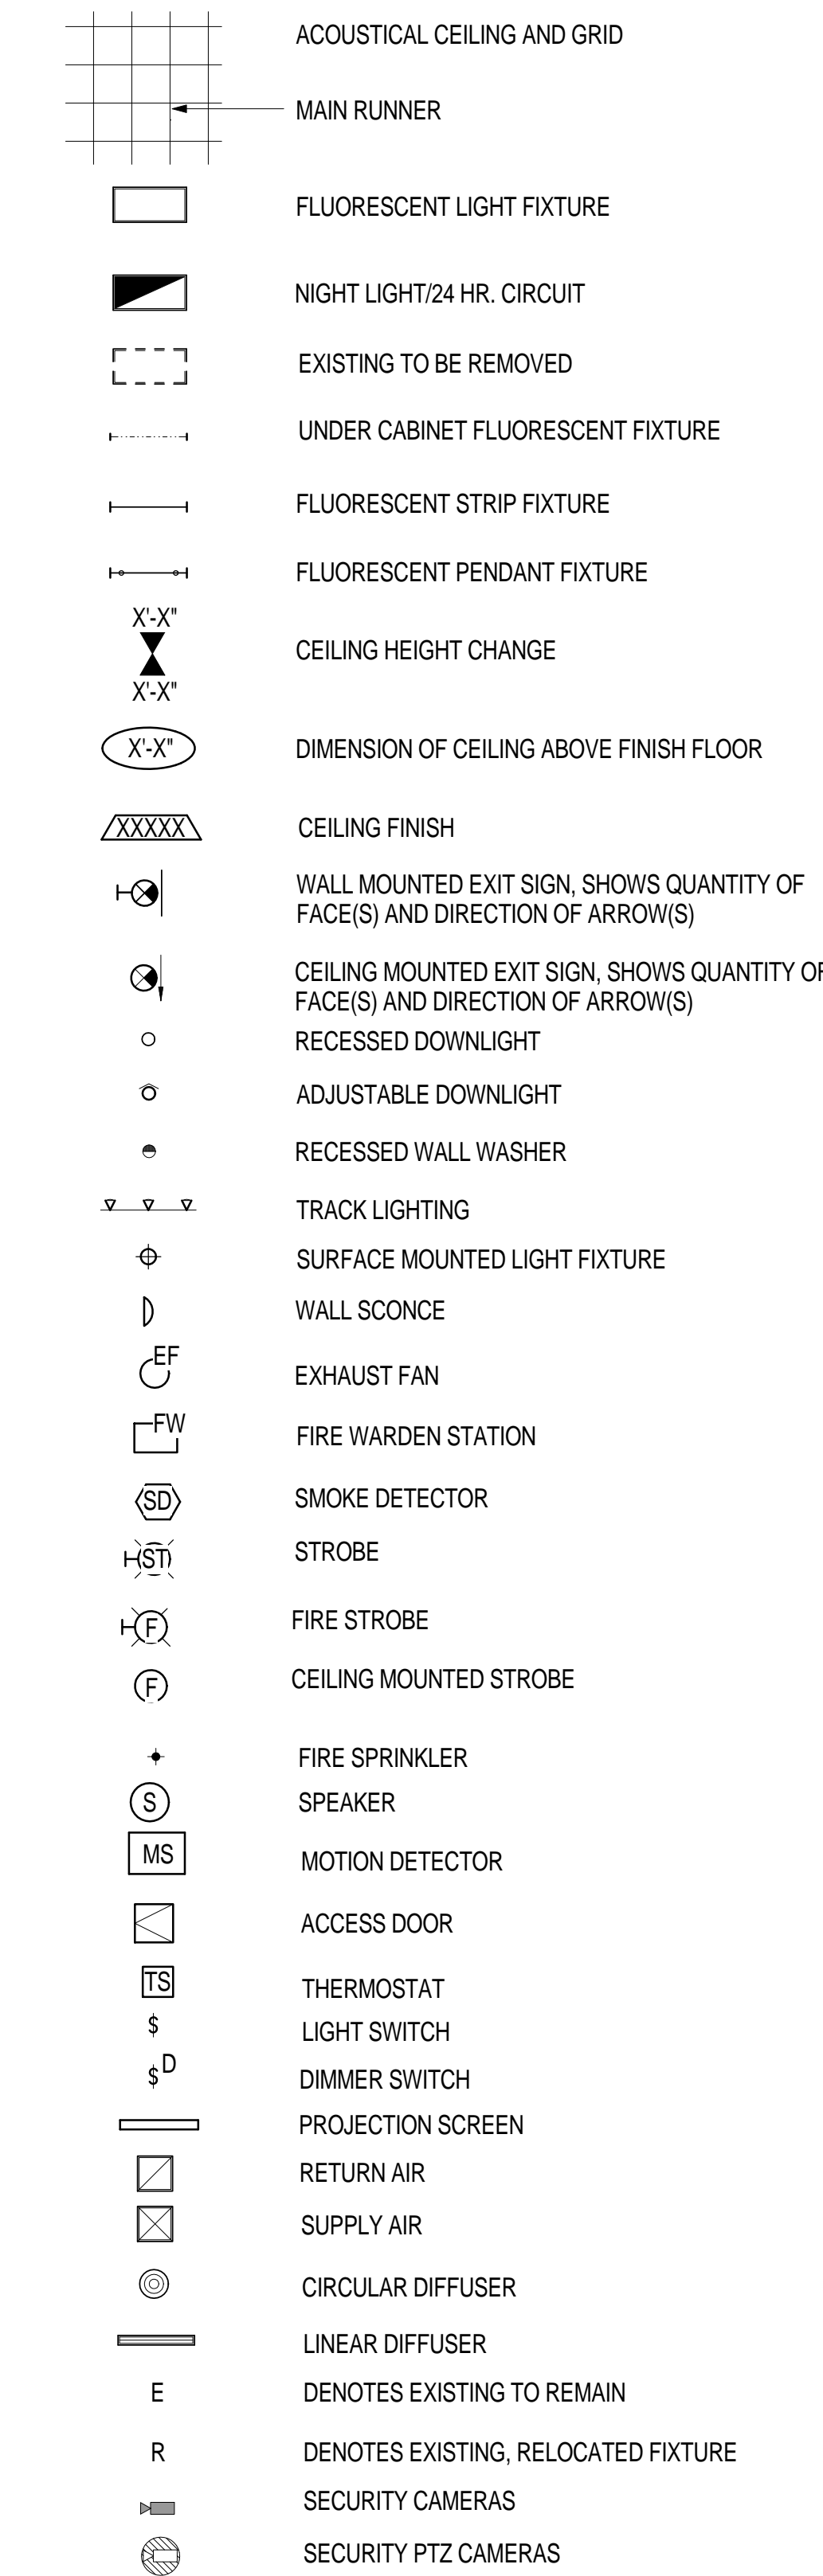 ACOUSTICAL CEILING AND GRID
MAIN RUNNER
FLUORESCENT LIGHT FIXTURE
NIGHT LIGHT/24 HR. CIRCUIT
EXISTING TO BE REMOVED
UNDER CABINET FLUORESCENT FIXTURE
FLUORESCENT STRIP FIXTURE
FLUORESCENT PENDANT FIXTURE
X'-X"
CEILING HEIGHT CHANGE
X'-X"
X'-X" DIMENSION OF CEILING ABOVE FINISH FLOOR
XXXXX CEILING FINISH
WALL MOUNTED EXIT SIGN, SHOWS QUANTITY OF
FACE(S) AND DIRECTION OF ARROW(S)
CEILING MOUNTED EXIT SIGN, SHOWS QUANTITY OF
FACE(S) AND DIRECTION OF ARROW(S)
RECESSED DOWNLIGHT
ADJUSTABLE DOWNLIGHT
RECESSED WALL WASHER
TRACK LIGHTING
SURFACE MOUNTED LIGHT FIXTURE
WALL SCONCE
EF EXHAUST FAN
FW FIRE WARDEN STATION
SD SMOKE DETECTOR
ST STROBE
F FIRE STROBE
F CEILING MOUNTED STROBE
FIRE SPRINKLER
S SPEAKER
MS MOTION DETECTOR
ACCESS DOOR
TS THERMOSTAT
$ LIGHT SWITCH
$D DIMMER SWITCH
PROJECTION SCREEN
RETURN AIR
SUPPLY AIR
CIRCULAR DIFFUSER
LINEAR DIFFUSER
E DENOTES EXISTING TO REMAIN
R DENOTES EXISTING, RELOCATED FIXTURE
SECURITY CAMERAS
SECURITY PTZ CAMERAS